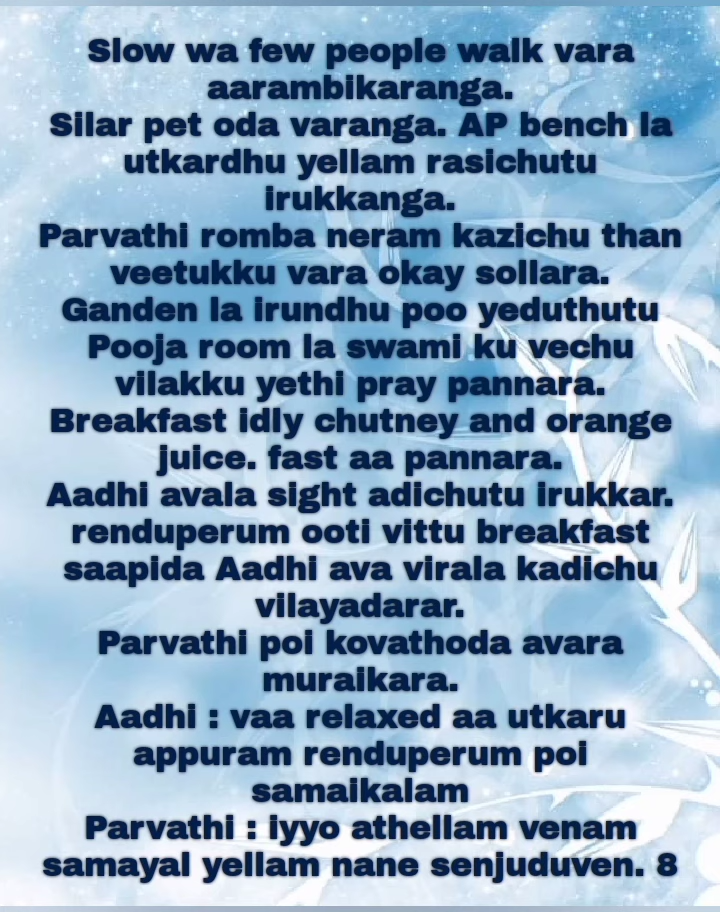 Slow wa few people walk vara
aarambikaranga.
Silar pet oda varanga. AP bench la
utkardhu yellam rasichutu
irukkanga.
Parvathi romba neram kazichu than
veetukku vara okay sollara.
Ganden la irundhu poo yeduthutu
Pooja room la swami ku vechu
vilakku yethi pray pannara.
Breakfast idly chutney and orange
juice. fast aa pannara.
Aadhi avala sight adichutu irukkar.
renduperum ooti vittu breakfast
saapida Aadhi ava virala kadichu
vilayadarar.
Parvathi poi kovathoda avara
muraikara.
Aadhi : vaa relaxed aa utkaru
appuram renduperum poi
samaikalam
Parvathi : iyyo athellam venam
samayal yellam nane senjuduven. 8